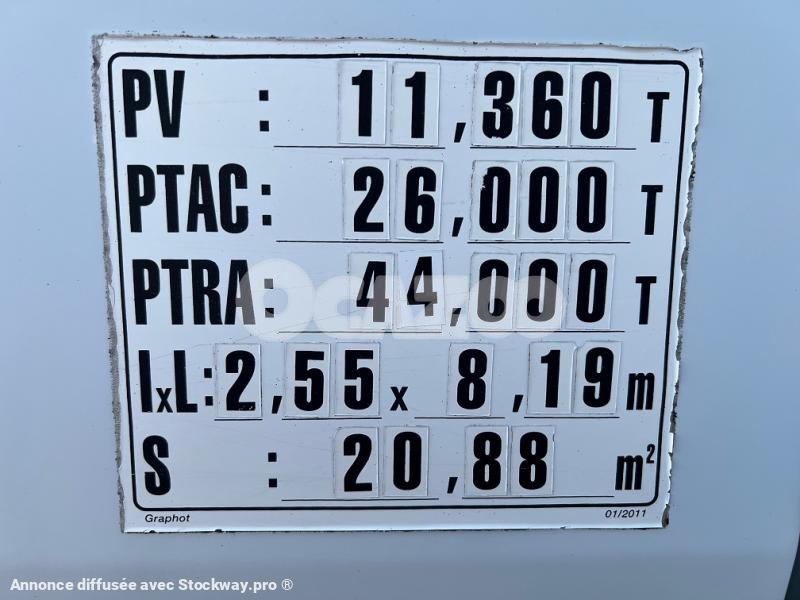 PV : 11,360 T
PTAC: 26,000 T
PTRA: 44,000 T
lxL: 2,55 x 8,19 m
S : 20,88 m²
Graphot 01/2011
Ocazoo
Annonce diffusée avec Stockway.pro ®